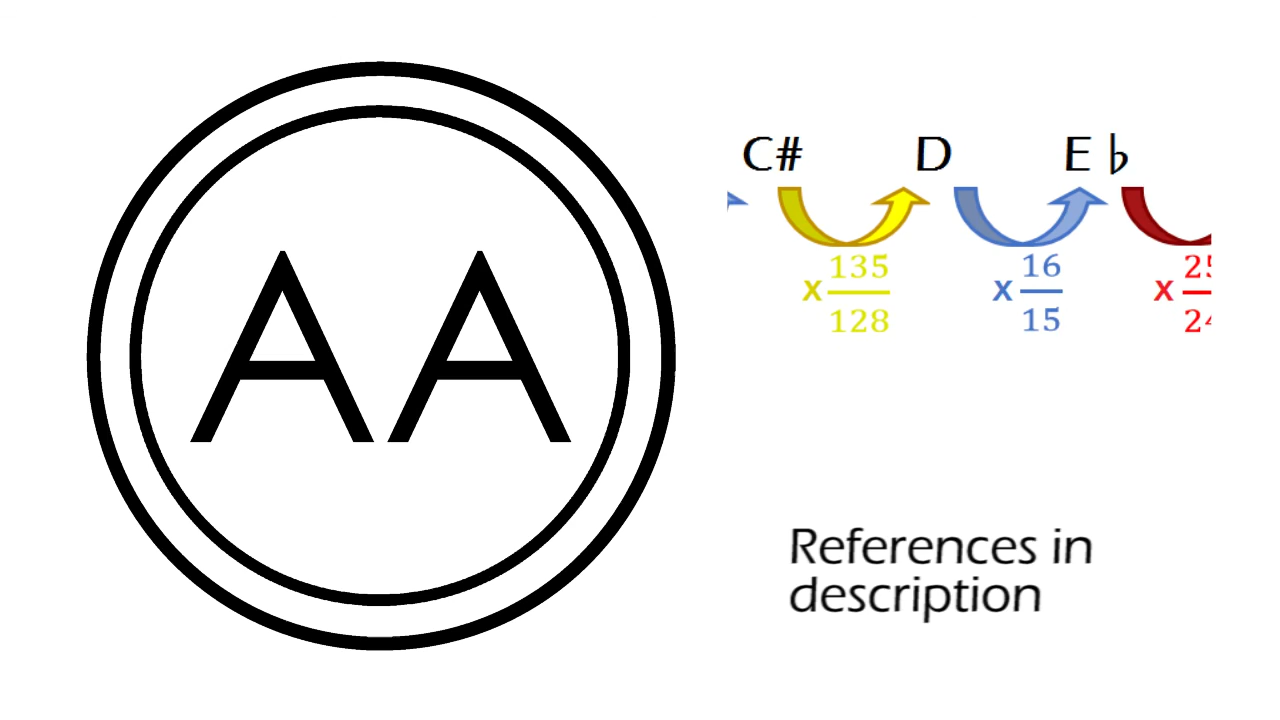 AA
C# D E ♭
x 135/128 x 16/15 x
References in
description